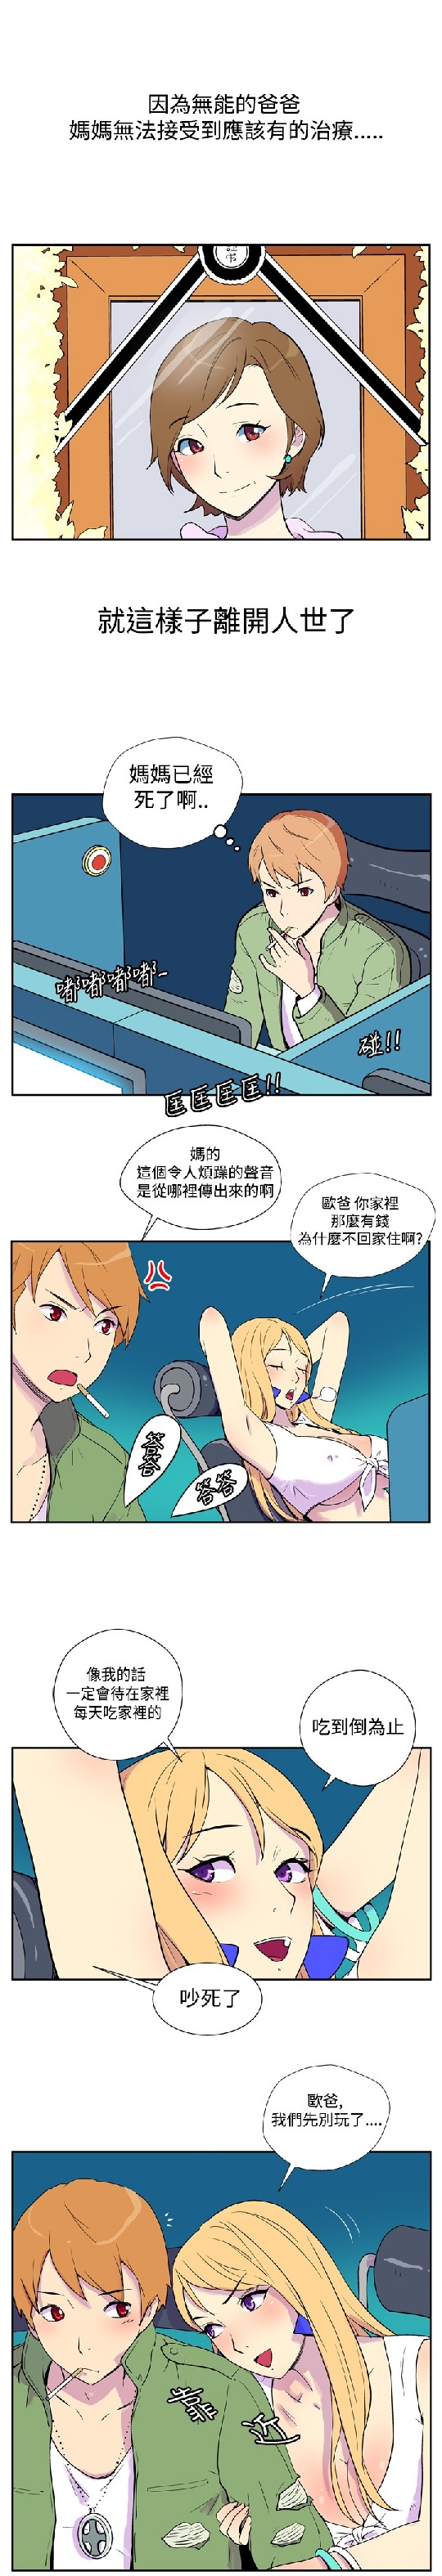 因為無能的爸爸
媽媽無法接受到應該有的治療.....
就這樣子離開人世了
媽媽已經
死了啊..
嘟嘟嘟嘟~
碰!!
匡匡匡匡!!
媽的
這個令人煩躁的聲音
是從哪裡傳出來的啊
歐爸 你家裡
那麼有錢
為什麼不回家住啊?
答答
答答
像我的話
一定會待在家裡
每天吃家裡的
吃到倒為止
吵死了
歐爸,
我們先別玩了....
靠近